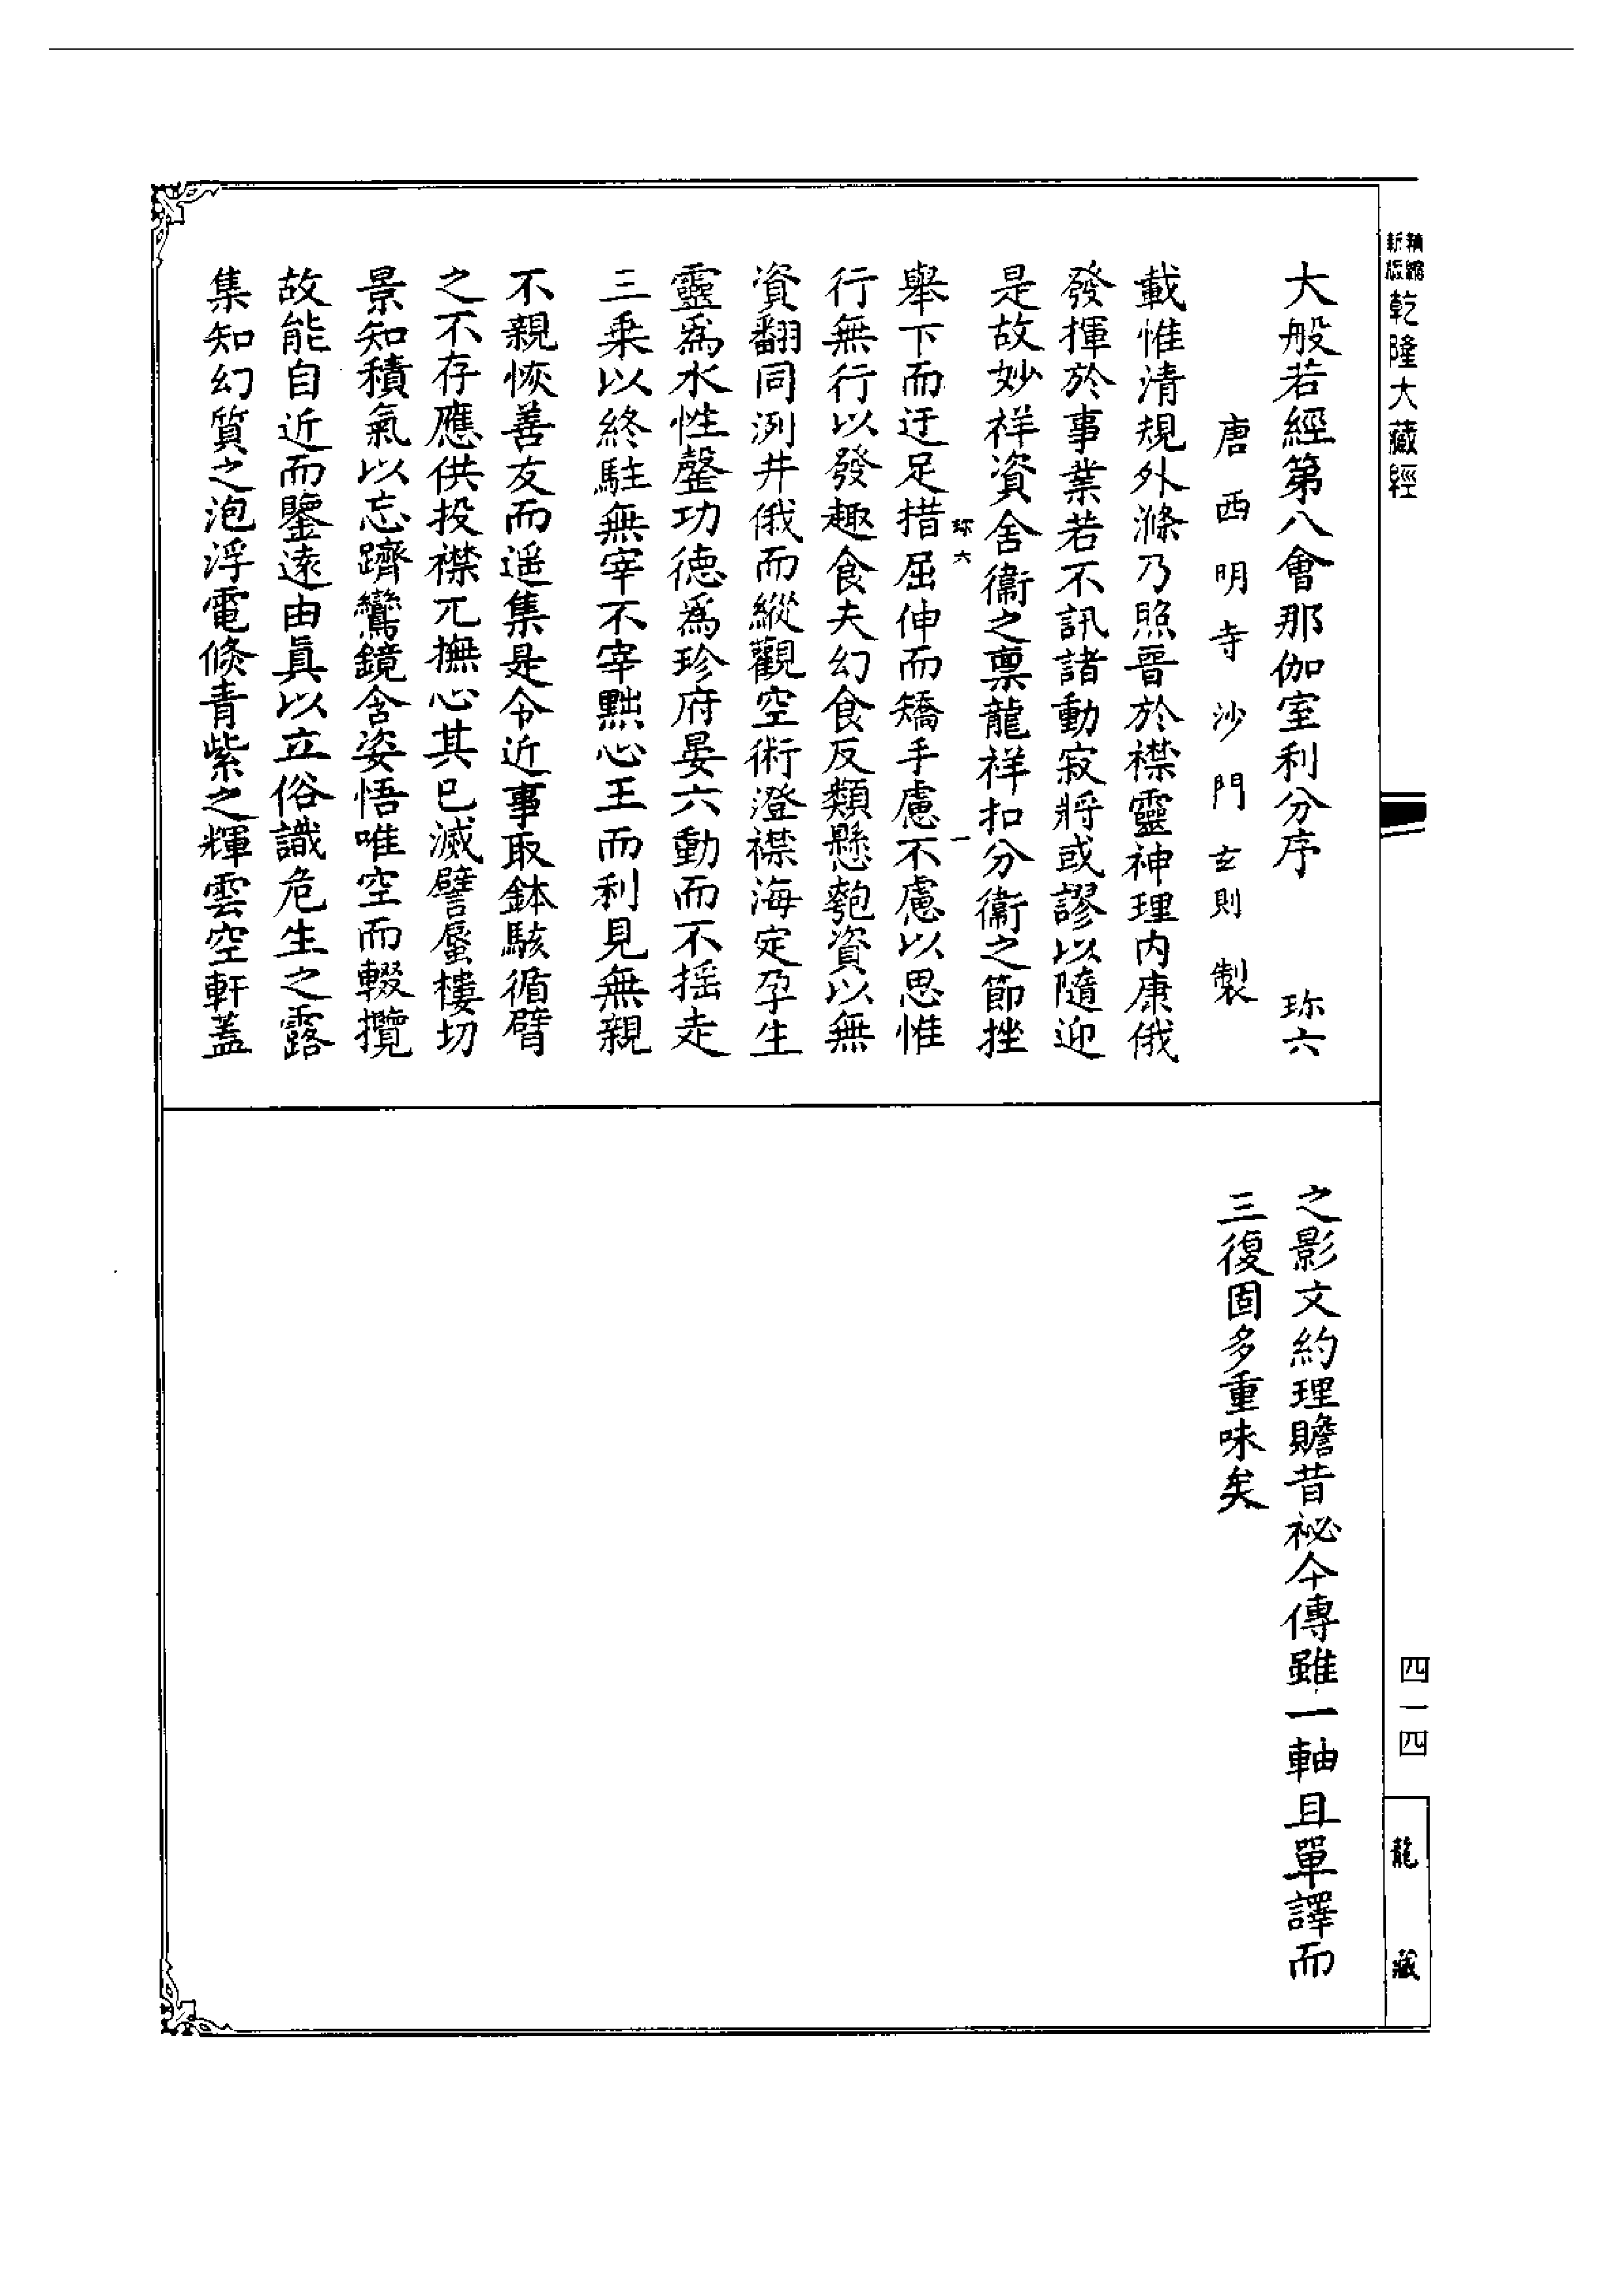 精縮新版乾隆大藏經
大般若經第八會那伽室利分序 珎六
唐西明寺沙門玄則製
載惟清規外滌乃照晉於襟靈神理内康俄
發揮於事業若不訊諸動寂將或謬以隨迎
是故妙祥資舍衞之禀龍祥扣分衞之節挫
珎六 一
舉下而迂足措屈伸而矯手慮不慮以思惟
行無行以發趣食夫幻食反類懸匏資以無
資翻同洌井俄而縱觀空術澄襟海定孕生
靈爲水性罄功德爲珍府晏六動而不摇走
三乗以終駐無宰不宰黜心王而利見無親
不親恢善友而遥集是令近事取鉢駭循臂
之不存應供投襟兀撫心其已滅譬蜃樓切
景知積氣以忘躋鸞鏡含姿悟唯空而輟攬
故能自近而鑒遠由眞以立俗識危生之露
集知幻質之泡浮電倏青紫之輝雲空軒蓋
之影文約理贍昔祕今傳雖一軸且單譯而
三復固多重味矣
四一四
龍藏